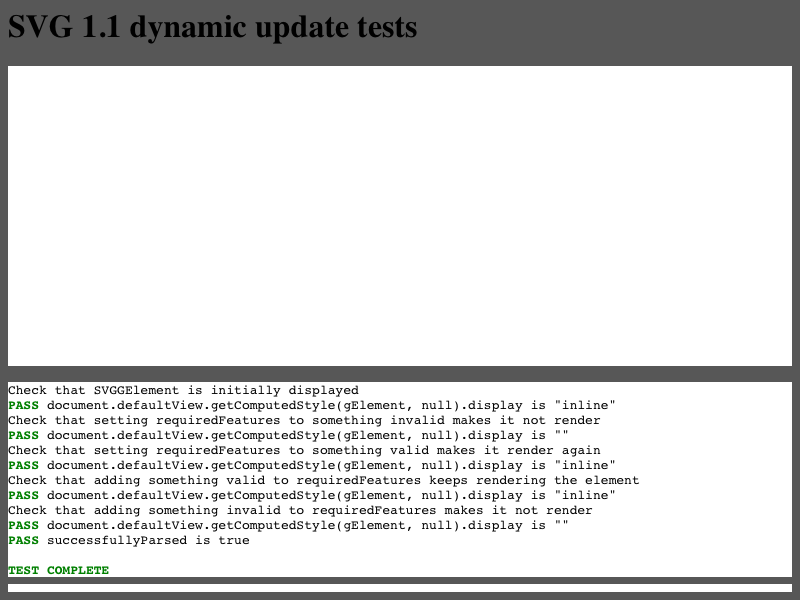 SVG 1.1 dynamic update tests
Check that SVGGElement is initially displayed
PASS document.defaultView.getComputedStyle(gElement, null).display is "inline"
Check that setting requiredFeatures to something invalid makes it not render
PASS document.defaultView.getComputedStyle(gElement, null).display is ""
Check that setting requiredFeatures to something valid makes it render again
PASS document.defaultView.getComputedStyle(gElement, null).display is "inline"
Check that adding something valid to requiredFeatures keeps rendering the element
PASS document.defaultView.getComputedStyle(gElement, null).display is "inline"
Check that adding something invalid to requiredFeatures makes it not render
PASS document.defaultView.getComputedStyle(gElement, null).display is ""
PASS successfullyParsed is true
TEST COMPLETE